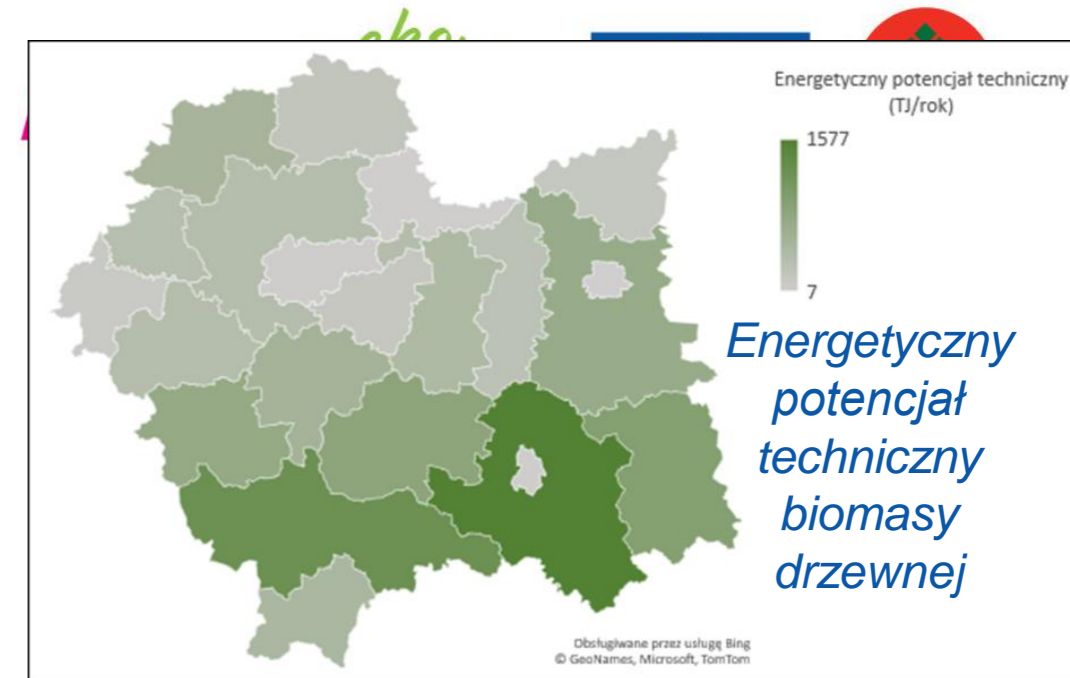 Energetyczny potencjał techniczny
(TJ/rok)
1577
7
Energetyczny
potencjał
techniczny
biomasy
drzewnej
Obsługiwane przez usługę Bing
© GeoNames, Microsoft, TomTom